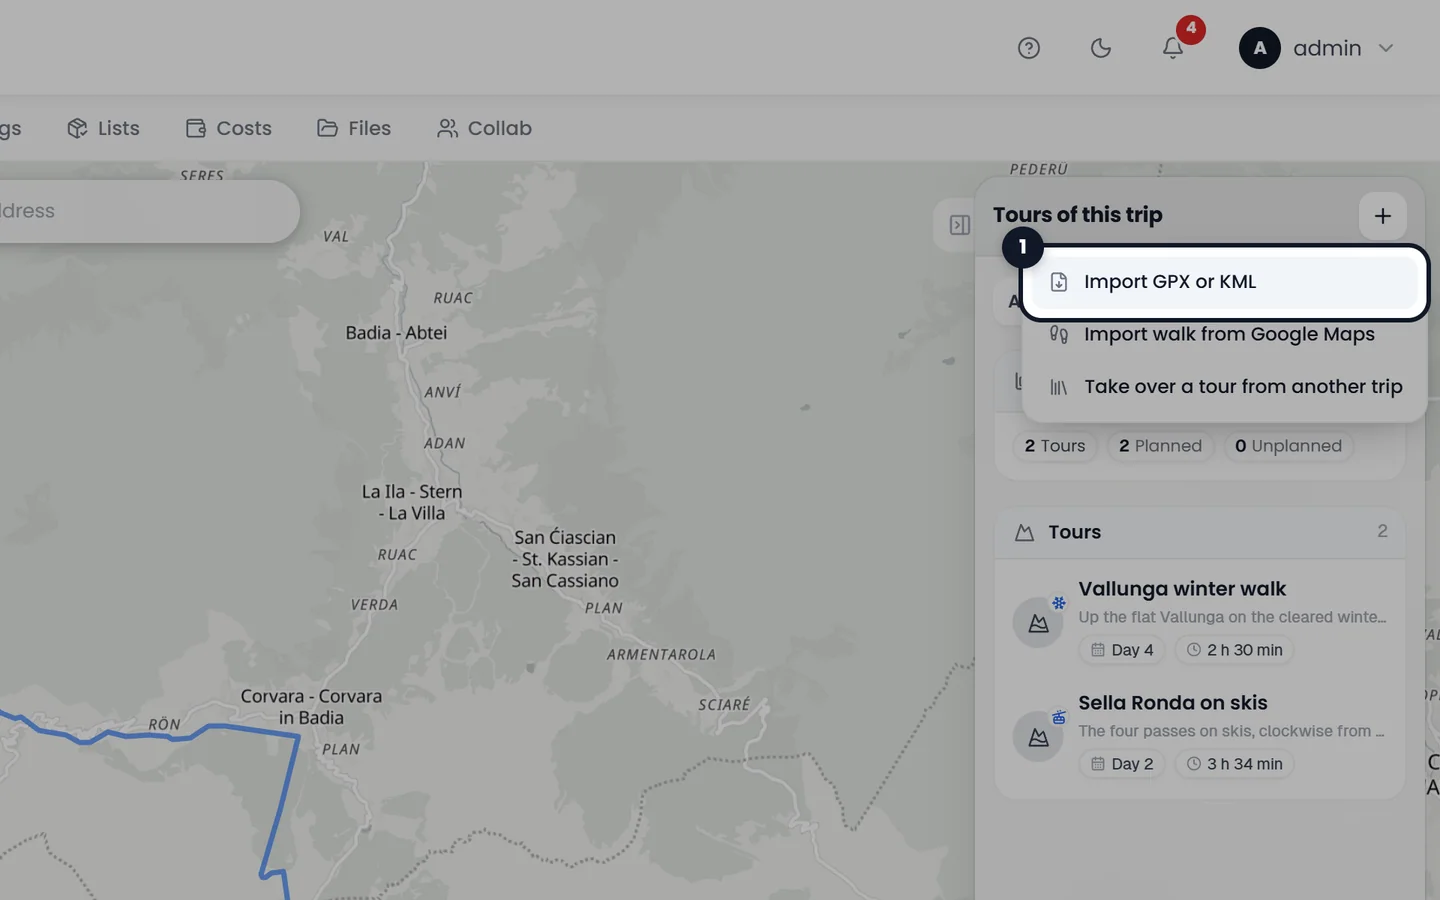 4
A
admin
gs
Lists
Costs
Files
Collab
SERES
PEDERÜ
ddress
Tours of this trip
1
VAL
Import GPX or KML
RUAC
A
Badia - Abtei
Import walk from Google Maps
ANVÍ
Take over a tour from another trip
ADAN
2 Tours
2 Planned
0 Unplanned
La Ila - Stern
- La Villa
San Ćiascian
- St. Kassian -
San Cassiano
Tours
2
RUAC
VERDA
PLAN
Vallunga winter walk
Up the flat Vallunga on the cleared winte...
Day 4
2 h 30 min
ARMENTAROLA
Corvara - Corvara
in Badia
SCIARÉ
Sella Ronda on skis
The four passes on skis, clockwise from ...
Day 2
3 h 34 min
RÖN
PLAN